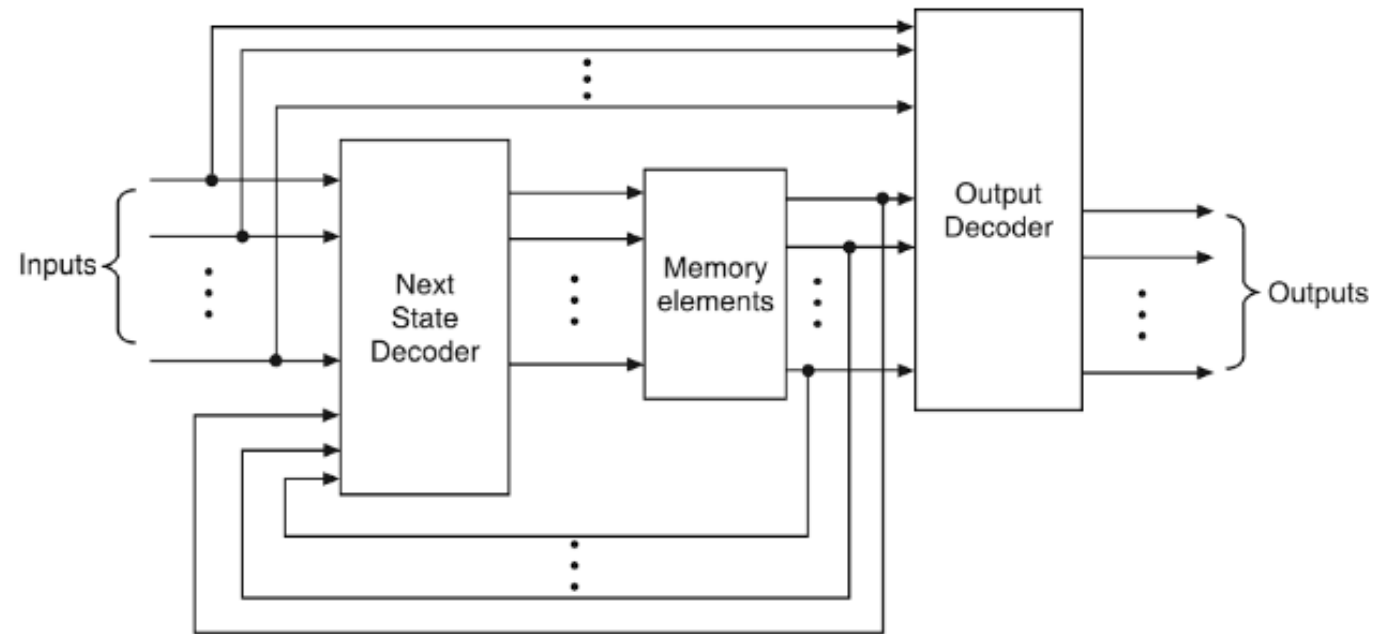 Inputs
Next
State
Decoder
Memory
elements
Output
Decoder
Outputs